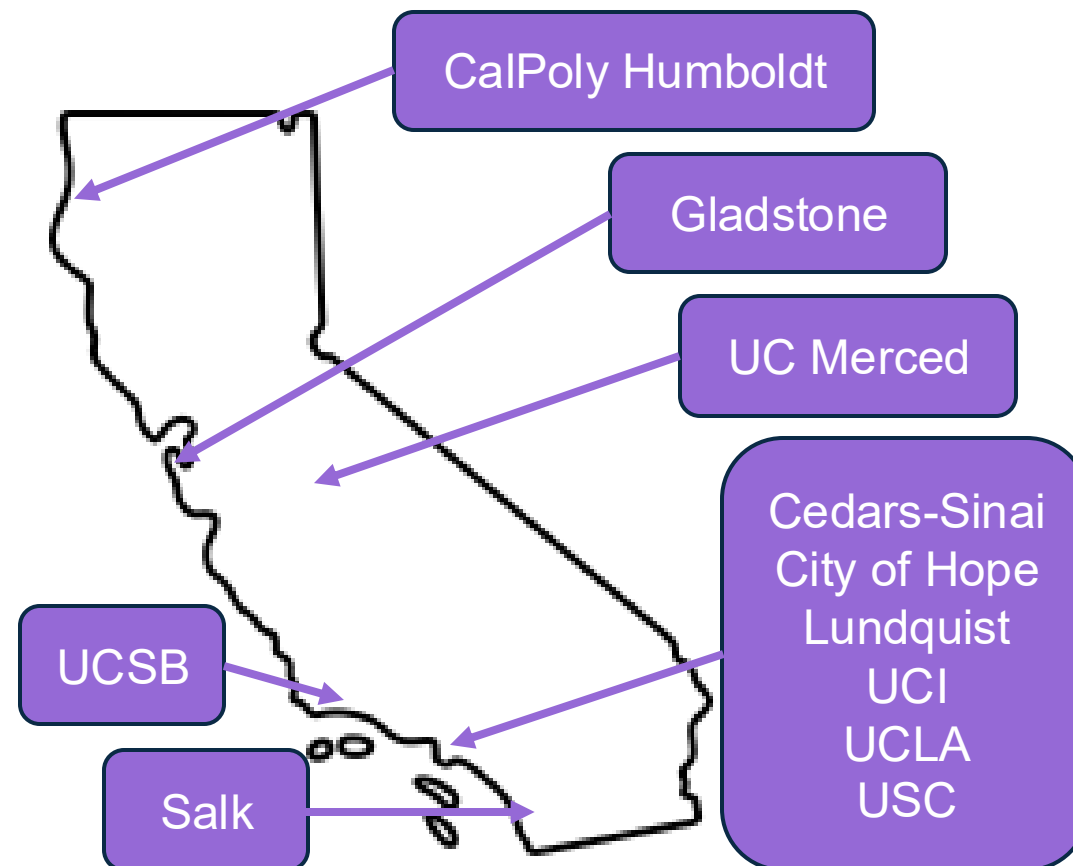 CalPoly Humboldt
Gladstone
UC Merced
Cedars-Sinai
City of Hope
Lundquist
UCI
UCLA
USC
UCSB
Salk